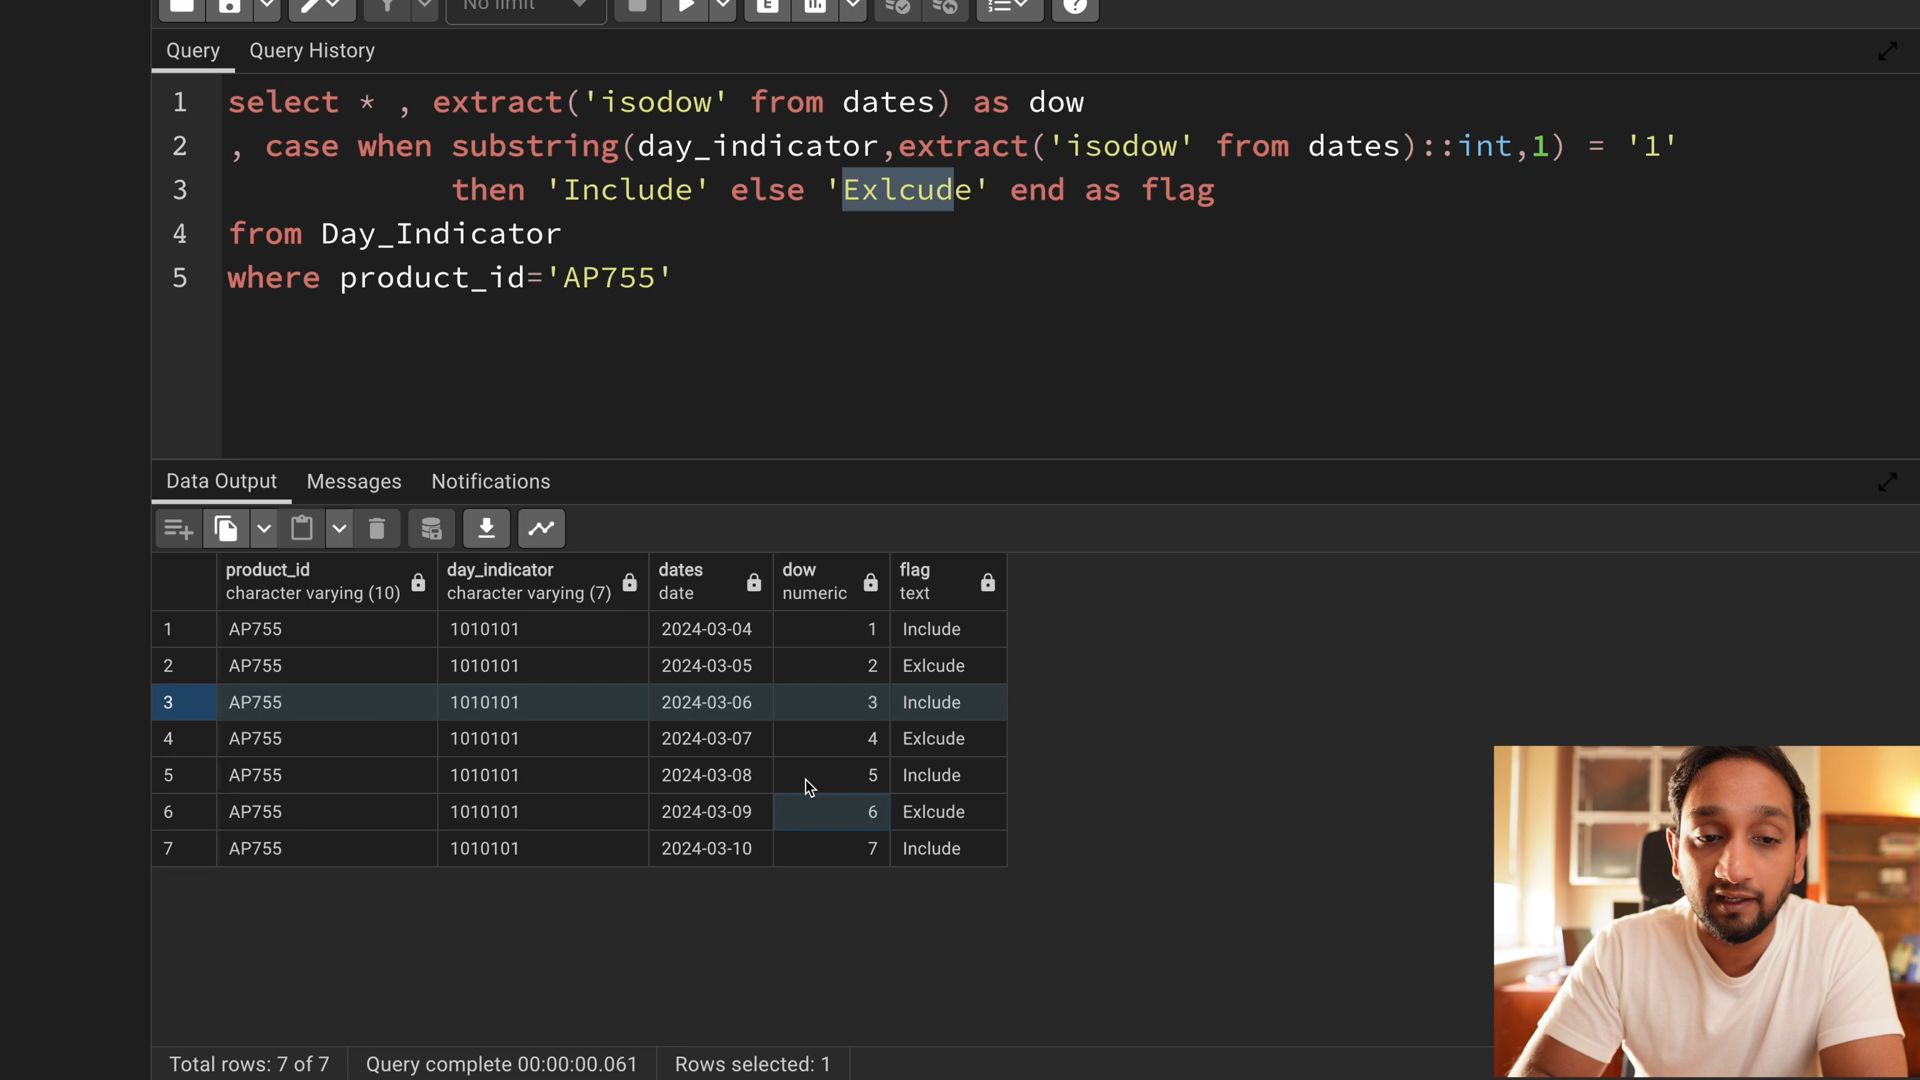 No limit
Query Query History
1 select * , extract('isodow' from dates) as dow
2 , case when substring(day_indicator,extract('isodow' from dates)::int,1) = '1'
3 then 'Include' else 'Exlcude' end as flag
4 from Day_Indicator
5 where product_id='AP755'
Data Output Messages Notifications
product_id day_indicator dates dow flag
character varying (10) character varying (7) date numeric text
1 AP755 1010101 2024-03-04 1 Include
2 AP755 1010101 2024-03-05 2 Exlcude
3 AP755 1010101 2024-03-06 3 Include
4 AP755 1010101 2024-03-07 4 Exlcude
5 AP755 1010101 2024-03-08 5 Include
6 AP755 1010101 2024-03-09 6 Exlcude
7 AP755 1010101 2024-03-10 7 Include
Total rows: 7 of 7 Query complete 00:00:00.061 Rows selected: 1